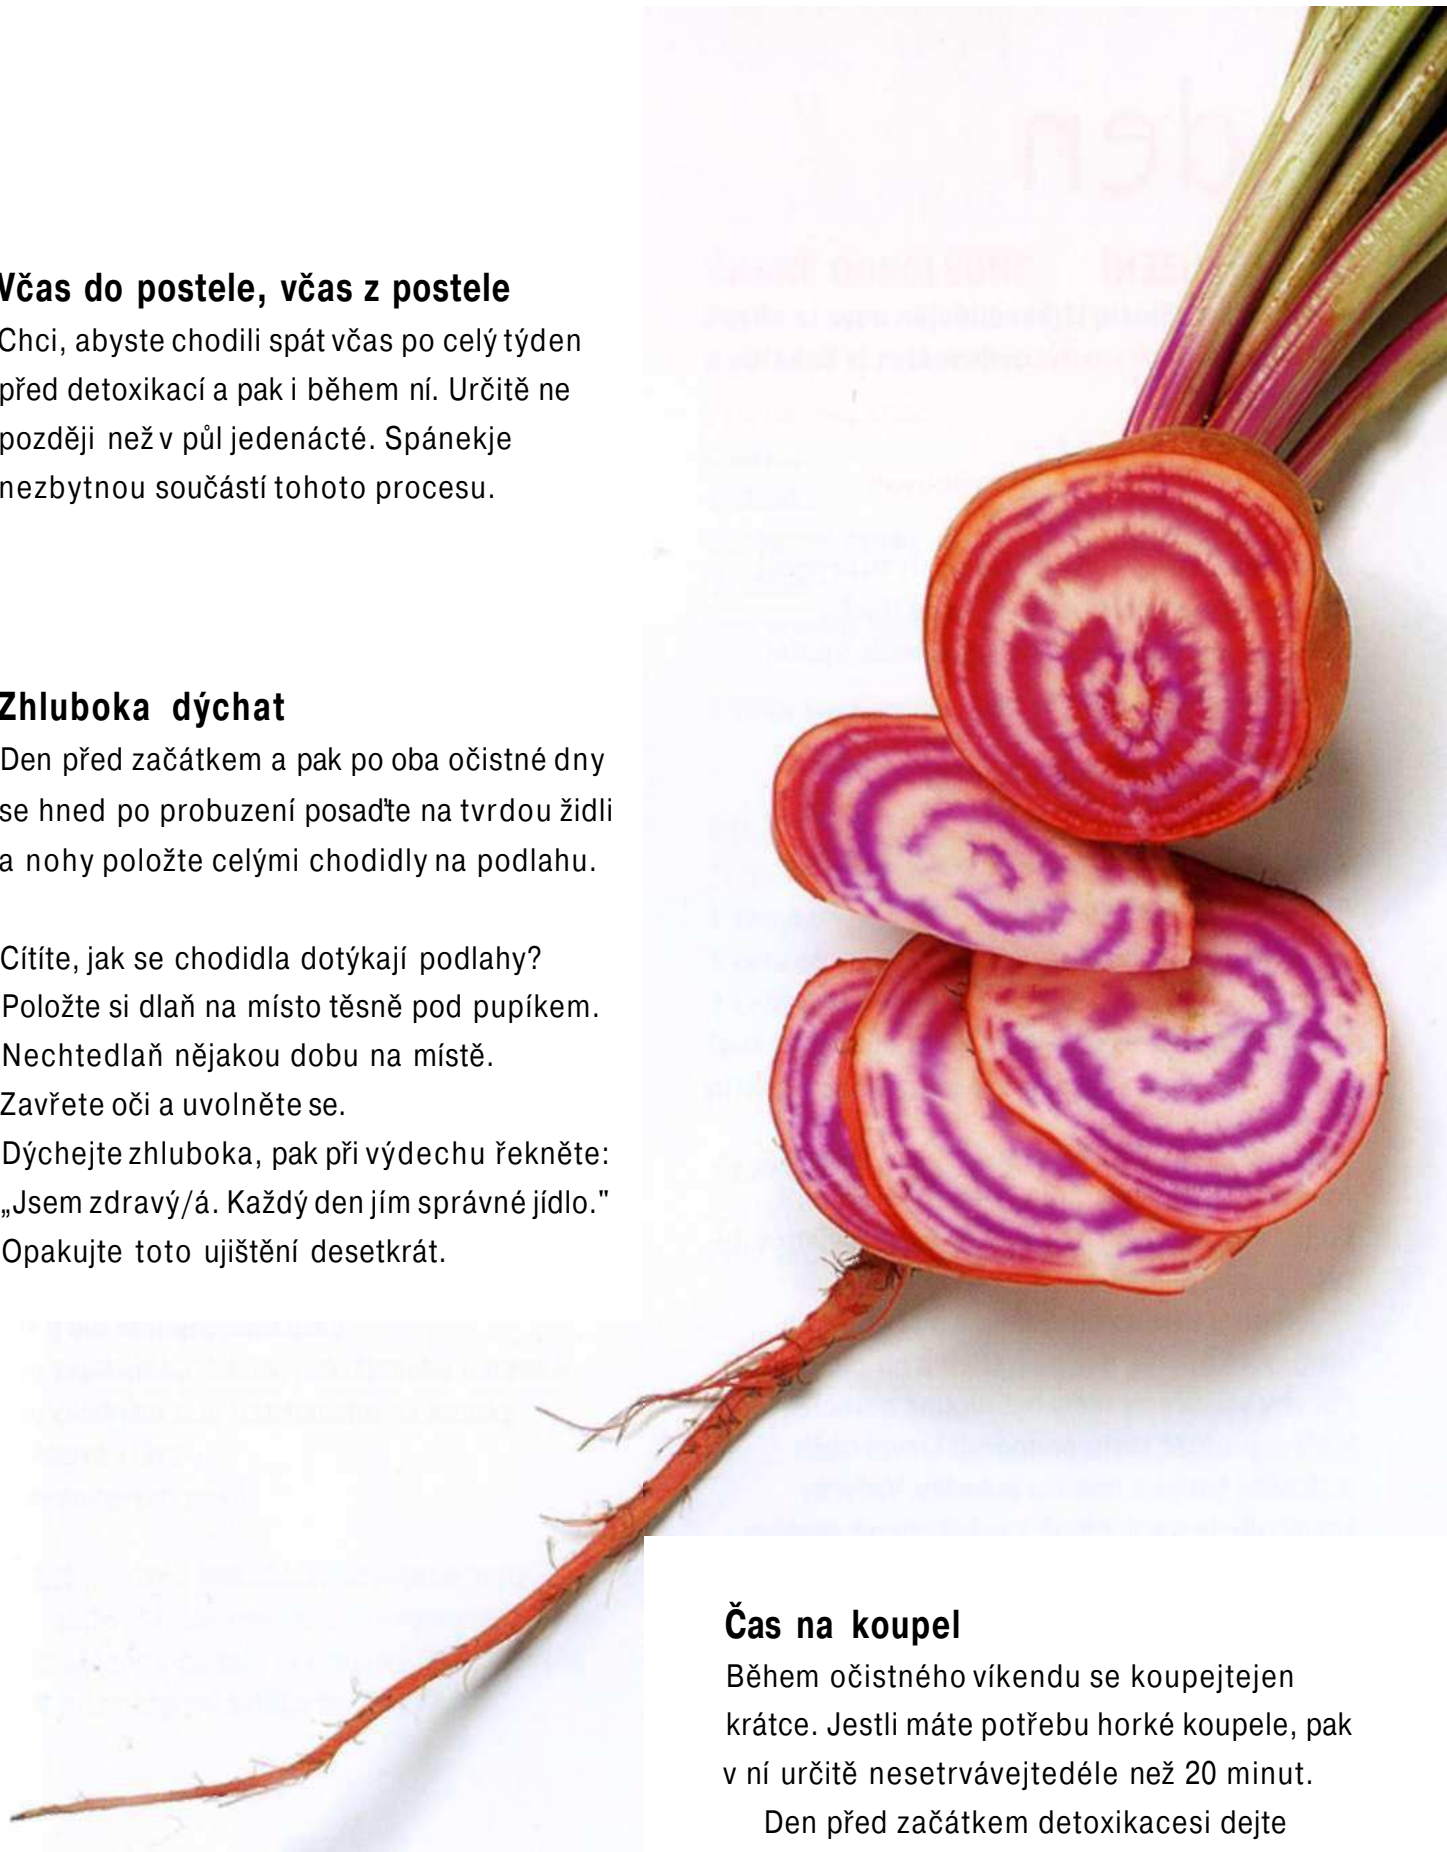 Včas do postele, včas z postele
Chci, abyste chodili spát včas po celý týden
před detoxikací a pak i během ní. Určitě ne
později než v půl jedenácté. Spánekje
nezbytnou součástí tohoto procesu.
Zhluboka dýchat
Den před začátkem a pak po oba očistné dny
se hned po probuzení posaďte na tvrdou židli
a nohy položte celými chodidly na podlahu.
Cítíte, jak se chodidla dotýkají podlahy?
Položte si dlaň na místo těsně pod pupíkem.
Nechtedlaň nějakou dobu na místě.
Zavřete oči a uvolněte se.
Dýchejte zhluboka, pak při výdechu řekněte:
„Jsem zdravý/á. Každý den jím správné jídlo."
Opakujte toto ujištění desetkrát.
Čas na koupel
Během očistného víkendu se koupejtejen
krátce. Jestli máte potřebu horké koupele, pak
v ní určitě nesetrvávejtedéle než 20 minut.
Den před začátkem detoxikacesi dejte